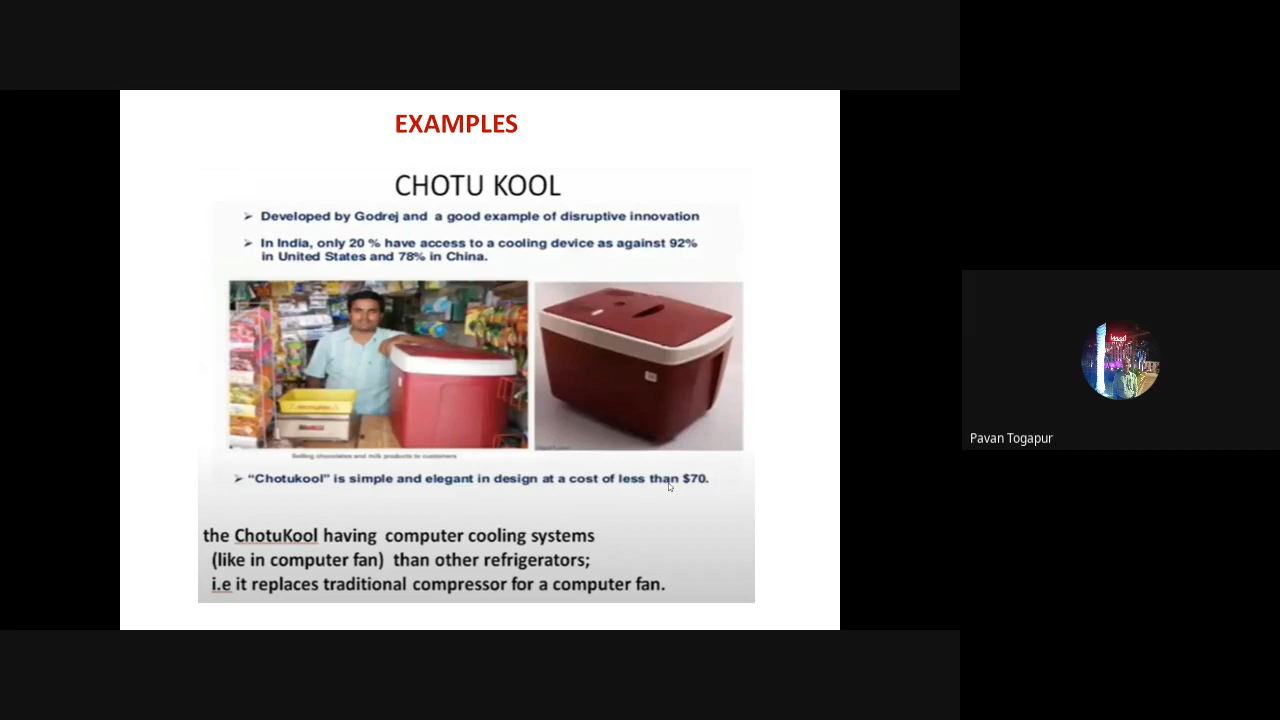 EXAMPLES
CHOTU KOOL
➢ Developed by Godrej and a good example of disruptive innovation
➢ In India, only 20 % have access to a cooling device as against 92%
in United States and 78% in China.
Selling chocolates and milk products to customers
➢ “Chotukool” is simple and elegant in design at a cost of less than $70.
the ChotuKool having computer cooling systems
(like in computer fan) than other refrigerators;
i.e it replaces traditional compressor for a computer fan.
Pavan Togapur